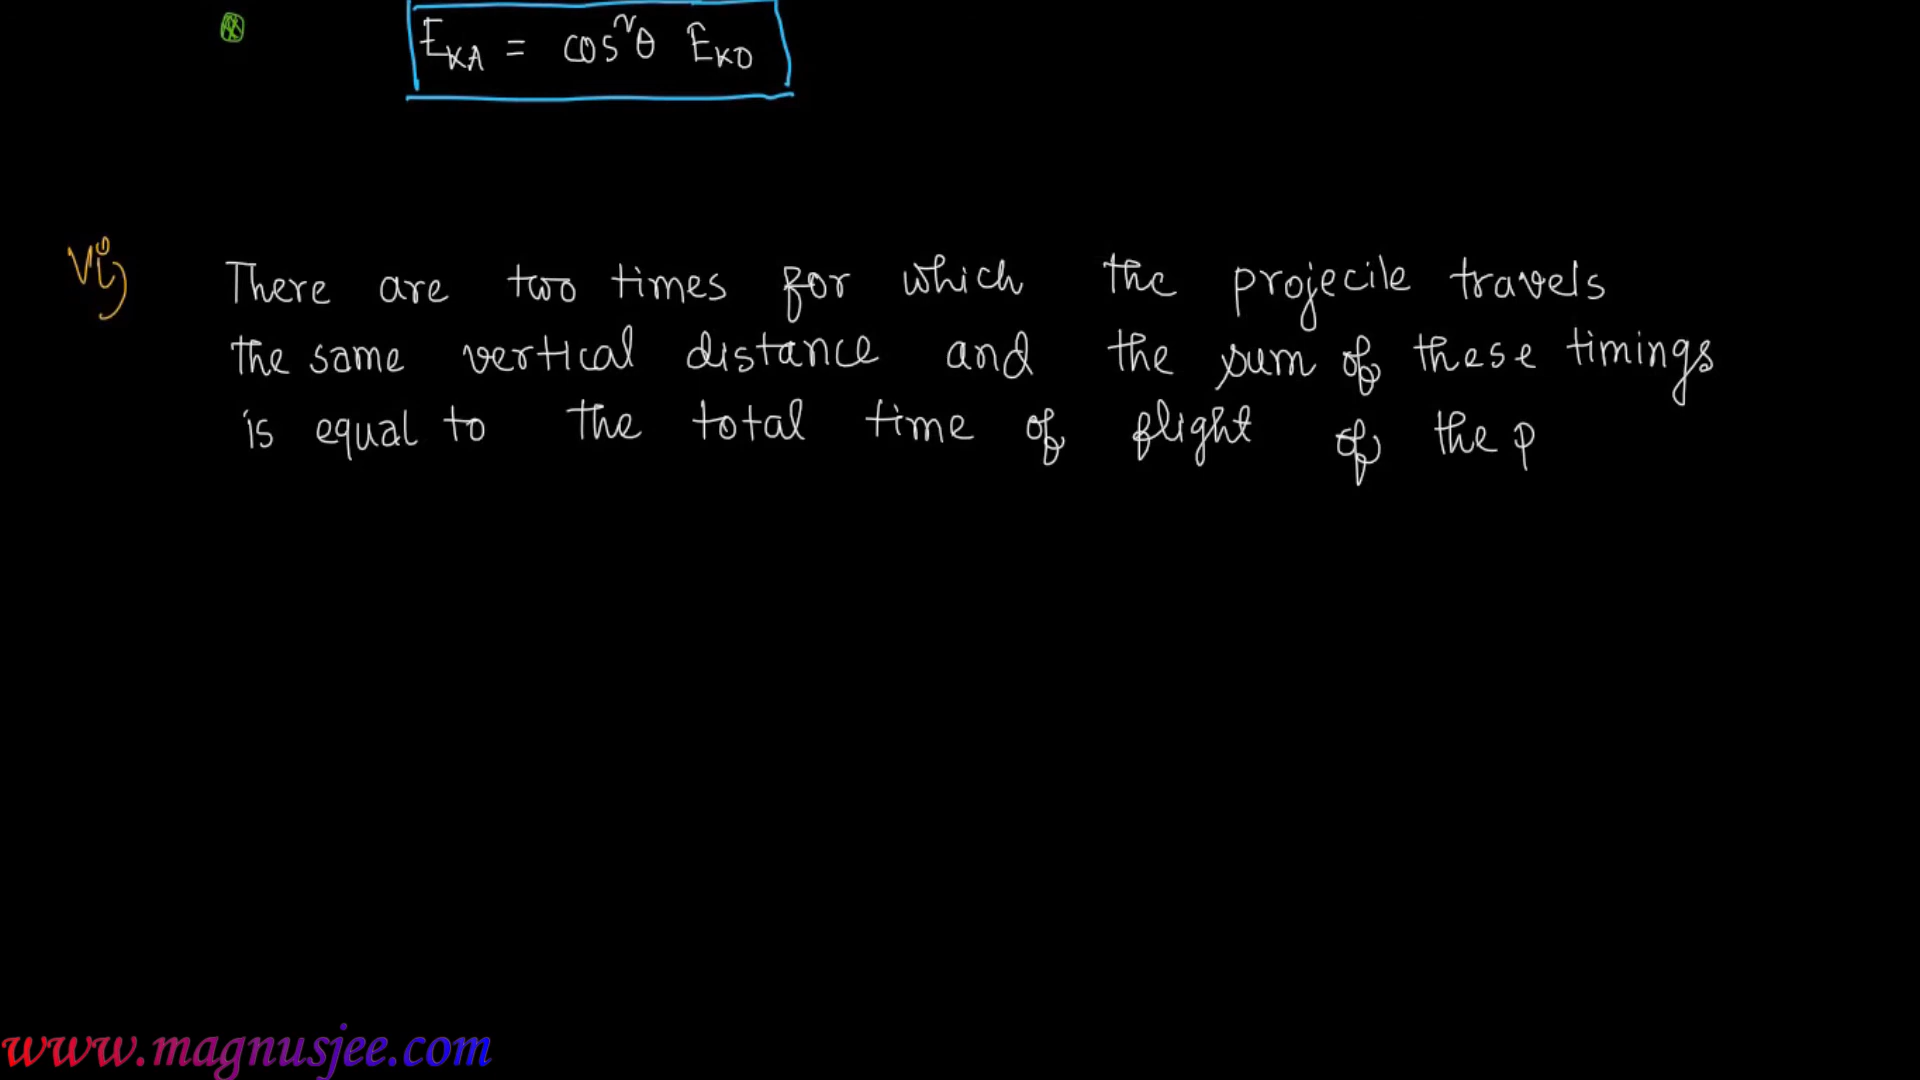 E_KA = cos²θ E_KO
vi) There are two times for which the projecile travels
the same vertical distance and the sum of these timings
is equal to the total time of flight of the p
www.magnusjee.com